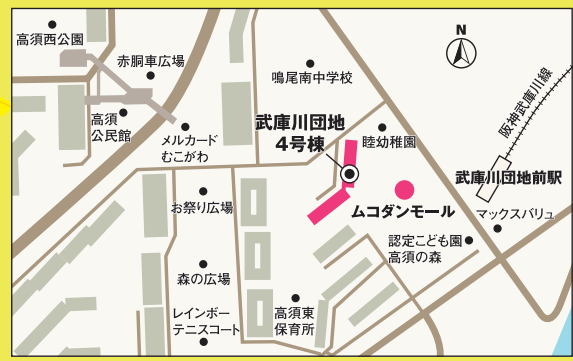 高須西公園
赤胴車広場
鳴尾南中学校
N
阪神武庫川線
高須
公民館
メルカード
むこがわ
武庫川団地
4号棟
睦幼稚園
武庫川団地前駅
お祭り広場
ムコダンモール
マックスバリュ
認定こども園
高須の森
森の広場
レインボー
テニスコート
高須東
保育所